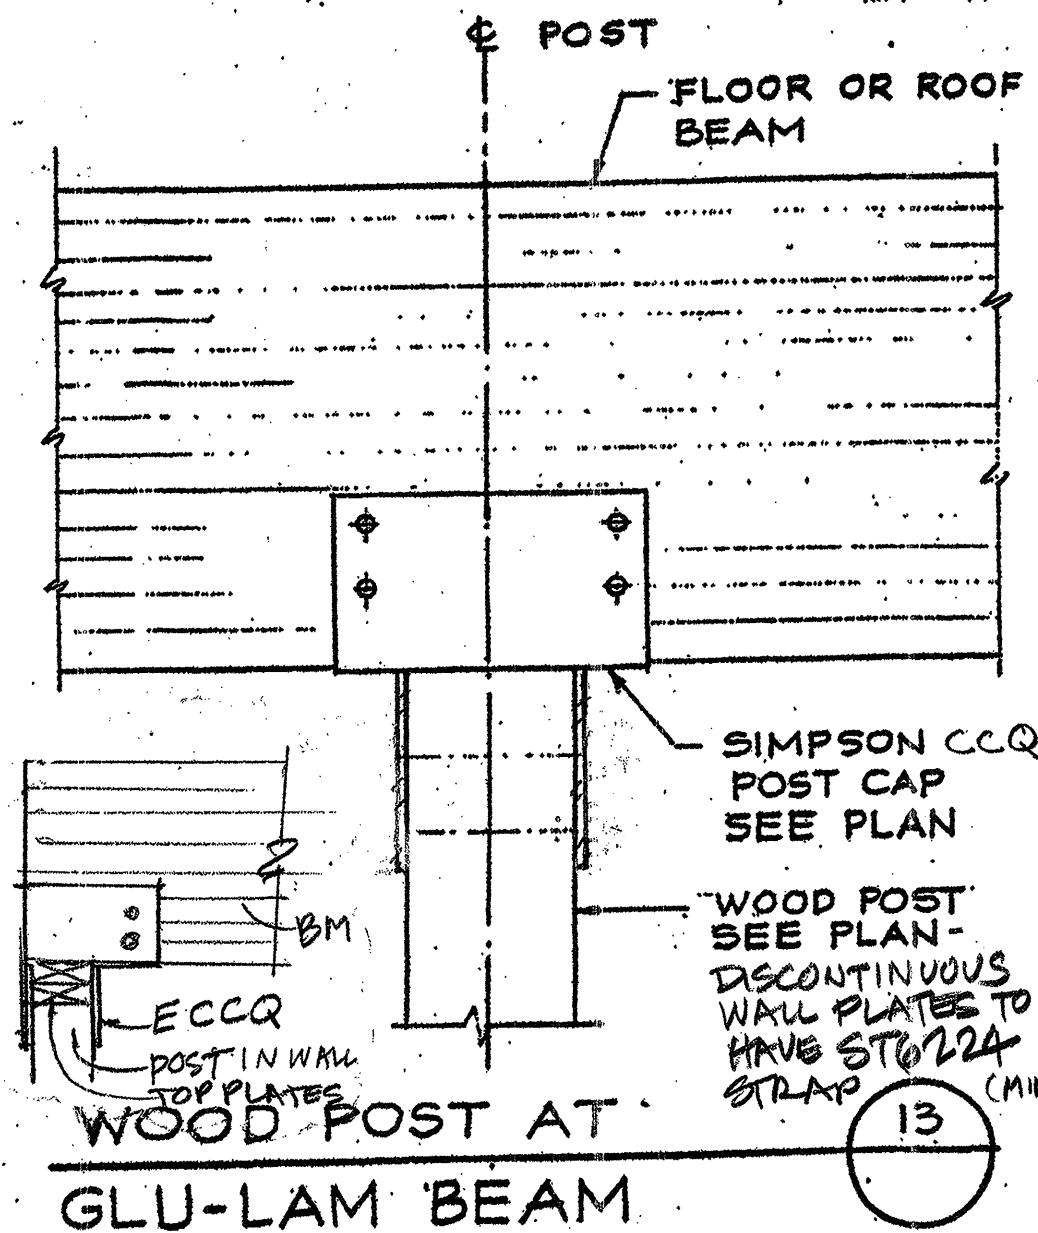 ℄ POST
FLOOR OR ROOF
BEAM
SIMPSON CCQ
POST CAP
SEE PLAN
WOOD POST
SEE PLAN-
DISCONTINUOUS
WALL PLATES TO
HAVE ST6224
STRAP (MIN
BM
ECCQ
POST IN WALL
TOP PLATES
WOOD POST AT
13
GLU-LAM BEAM